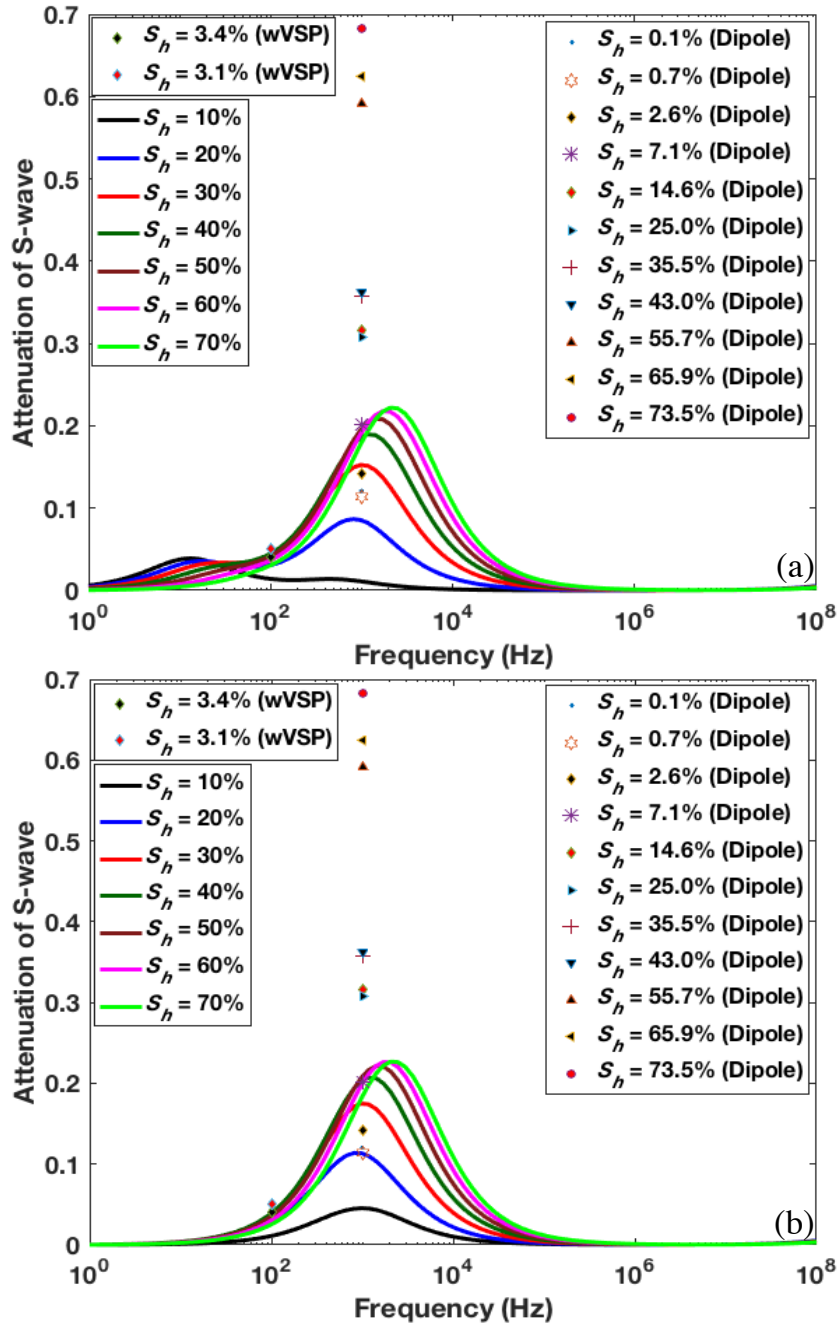 0.7
0.6
0.5
0.4
0.3
0.2
0.1
0
Attenuation of S-wave
S_h = 3.4% (wVSP)
S_h = 3.1% (wVSP)
S_h = 10%
S_h = 20%
S_h = 30%
S_h = 40%
S_h = 50%
S_h = 60%
S_h = 70%
S_h = 0.1% (Dipole)
S_h = 0.7% (Dipole)
S_h = 2.6% (Dipole)
S_h = 7.1% (Dipole)
S_h = 14.6% (Dipole)
S_h = 25.0% (Dipole)
S_h = 35.5% (Dipole)
S_h = 43.0% (Dipole)
S_h = 55.7% (Dipole)
S_h = 65.9% (Dipole)
S_h = 73.5% (Dipole)
(a)
10^0 10^2 10^4 10^6 10^8
Frequency (Hz)
0.7
0.6
0.5
0.4
0.3
0.2
0.1
0
Attenuation of S-wave
S_h = 3.4% (wVSP)
S_h = 3.1% (wVSP)
S_h = 10%
S_h = 20%
S_h = 30%
S_h = 40%
S_h = 50%
S_h = 60%
S_h = 70%
S_h = 0.1% (Dipole)
S_h = 0.7% (Dipole)
S_h = 2.6% (Dipole)
S_h = 7.1% (Dipole)
S_h = 14.6% (Dipole)
S_h = 25.0% (Dipole)
S_h = 35.5% (Dipole)
S_h = 43.0% (Dipole)
S_h = 55.7% (Dipole)
S_h = 65.9% (Dipole)
S_h = 73.5% (Dipole)
(b)
10^0 10^2 10^4 10^6 10^8
Frequency (Hz)